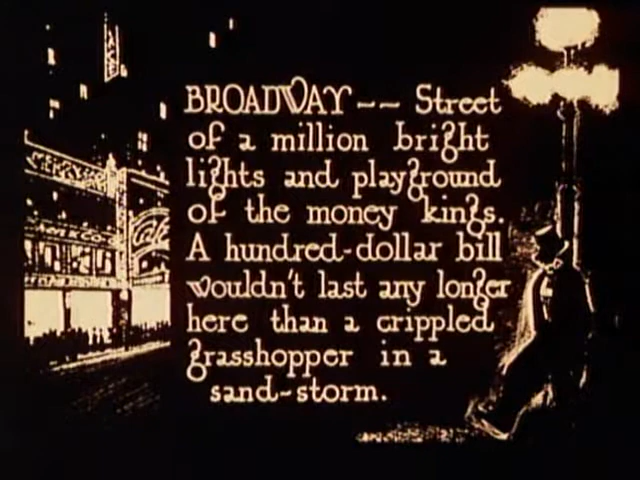 BROADWAY-- Street
of a million bright
lights and playground
of the money kings.
A hundred-dollar bill
wouldn't last any longer
here than a crippled
grasshopper in a
sand-storm.
Cafe